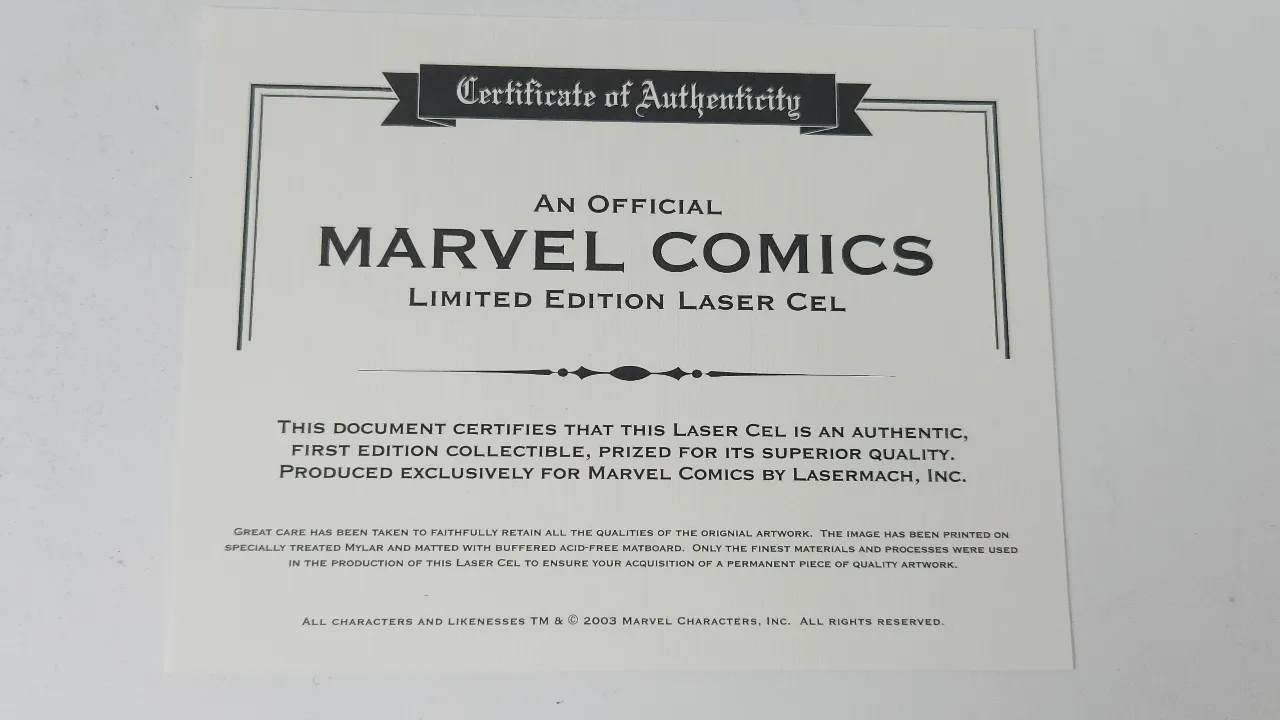 Certificate of Authenticity
AN OFFICIAL
MARVEL COMICS
LIMITED EDITION LASER CEL
THIS DOCUMENT CERTIFIES THAT THIS LASER CEL IS AN AUTHENTIC,
FIRST EDITION COLLECTIBLE, PRIZED FOR ITS SUPERIOR QUALITY.
PRODUCED EXCLUSIVELY FOR MARVEL COMICS BY LASERMACH, INC.
GREAT CARE HAS BEEN TAKEN TO FAITHFULLY RETAIN ALL THE QUALITIES OF THE ORIGNIAL ARTWORK. THE IMAGE HAS BEEN PRINTED ON
SPECIALLY TREATED MYLAR AND MATTED WITH BUFFERED ACID-FREE MATBOARD. ONLY THE FINEST MATERIALS AND PROCESSES WERE USED
IN THE PRODUCTION OF THIS LASER CEL TO ENSURE YOUR ACQUISITION OF A PERMANENT PIECE OF QUALITY ARTWORK.
ALL CHARACTERS AND LIKENESSES TM & © 2003 MARVEL CHARACTERS, INC. ALL RIGHTS RESERVED.